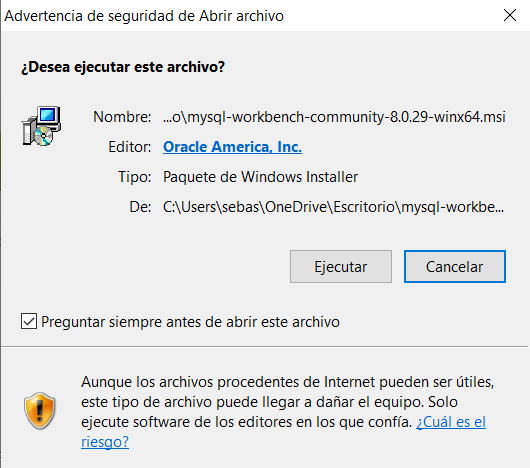 Advertencia de seguridad de Abrir archivo
¿Desea ejecutar este archivo?
Nombre: ...o\mysql-workbench-community-8.0.29-winx64.msi
Editor: Oracle America, Inc.
Tipo: Paquete de Windows Installer
De: C:\Users\sebas\OneDrive\Escritorio\mysql-workbe...
Ejecutar Cancelar
Preguntar siempre antes de abrir este archivo
Aunque los archivos procedentes de Internet pueden ser útiles,
este tipo de archivo puede llegar a dañar el equipo. Solo
ejecute software de los editores en los que confía. ¿Cuál es el
riesgo?